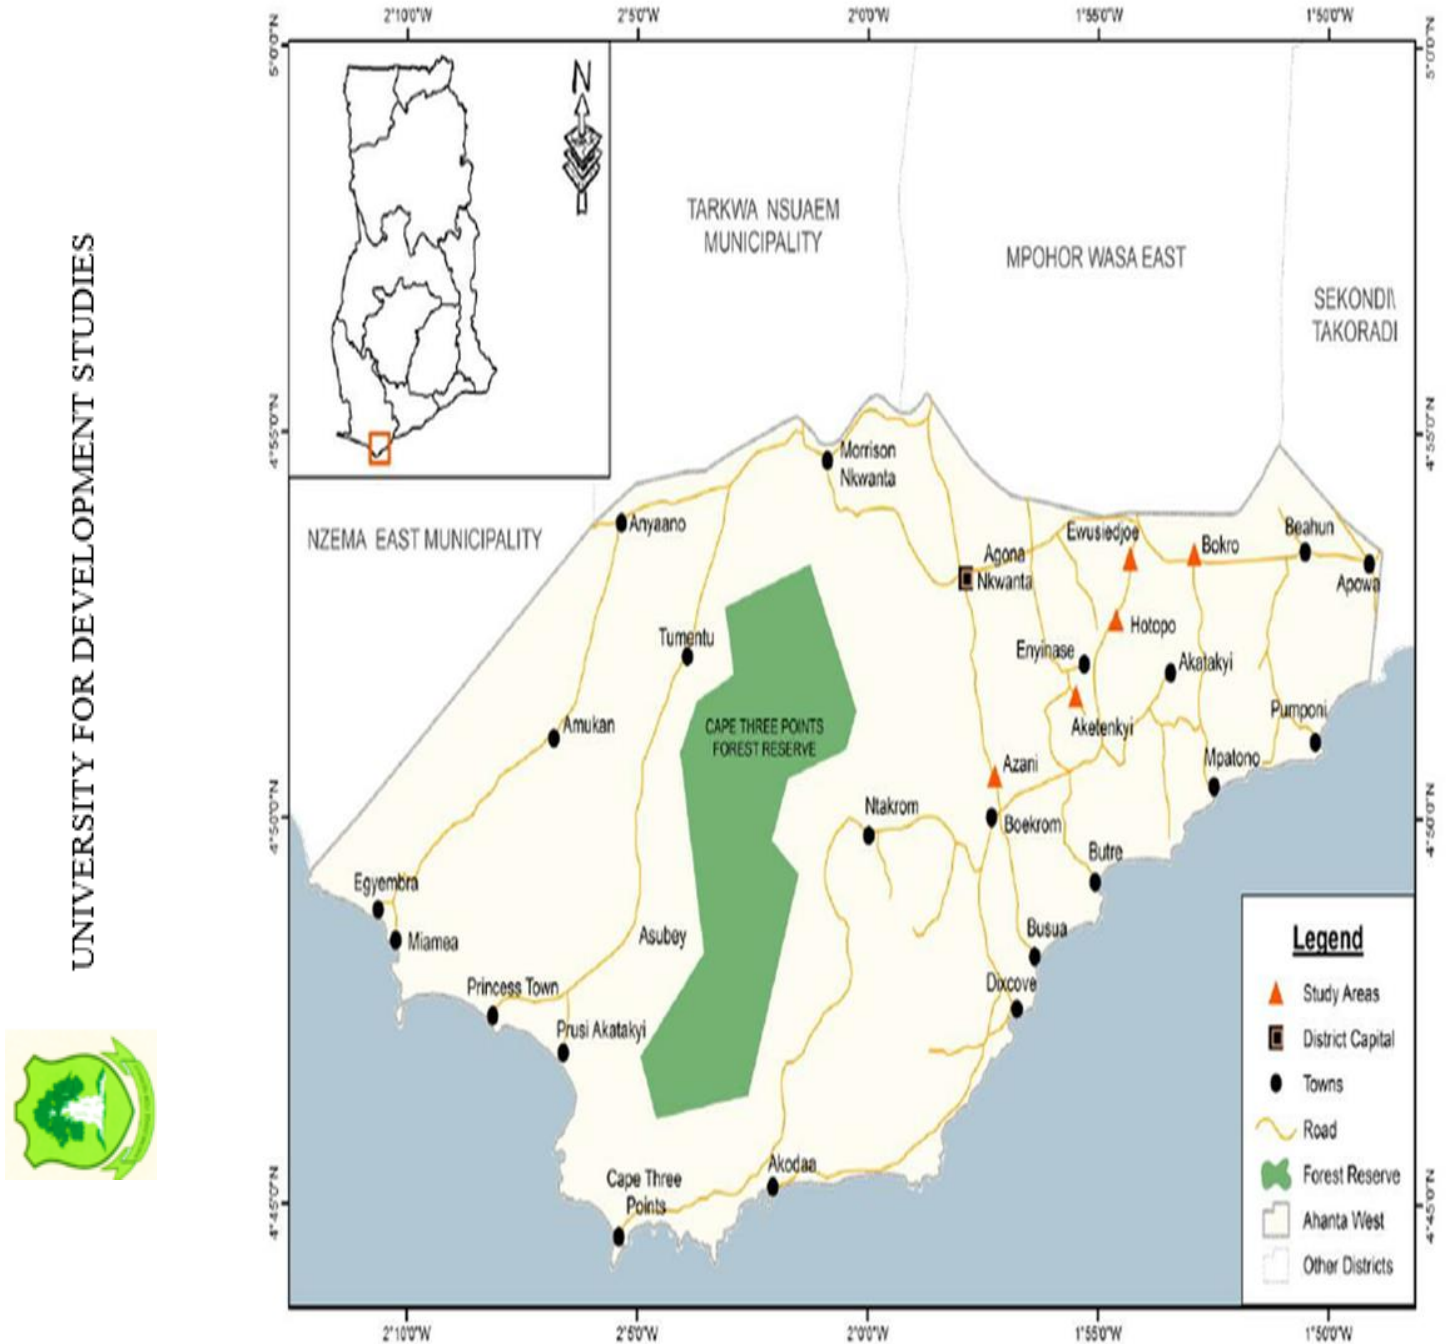 UNIVERSITY FOR DEVELOPMENT STUDIES
2°10'0"W
2°5'0"W
2°0'0"W
1°55'0"W
1°50'0"W
5°0'0"N
5°0'0"N
N
TARKWA NSUAEM
MUNICIPALITY
MPOHOR WASA EAST
SEKONDI\
TAKORADI
4°55'0"N
4°55'0"N
NZEMA EAST MUNICIPALITY
Morrison
Nkwanta
Anyaano
Agona
Nkwanta
Ewusiedjoe
Bokro
Beahun
Apowa
Hotopo
Tumentu
Enyinase
Akatakyi
Amukan
CAPE THREE POINTS
FOREST RESERVE
Aketenkyi
Pumponi
Azani
Mpatono
4°50'0"N
4°50'0"N
Ntakrom
Boekrom
Butre
Egyembra
Miamea
Asubey
Busua
Princess Town
Dixcove
Prusi Akatakyi
Cape Three
Points
Akodaa
4°45'0"N
4°45'0"N
Legend
Study Areas
District Capital
Towns
Road
Forest Reserve
Ahanta West
Other Districts
2°10'0"W
2°5'0"W
2°0'0"W
1°55'0"W
1°50'0"W